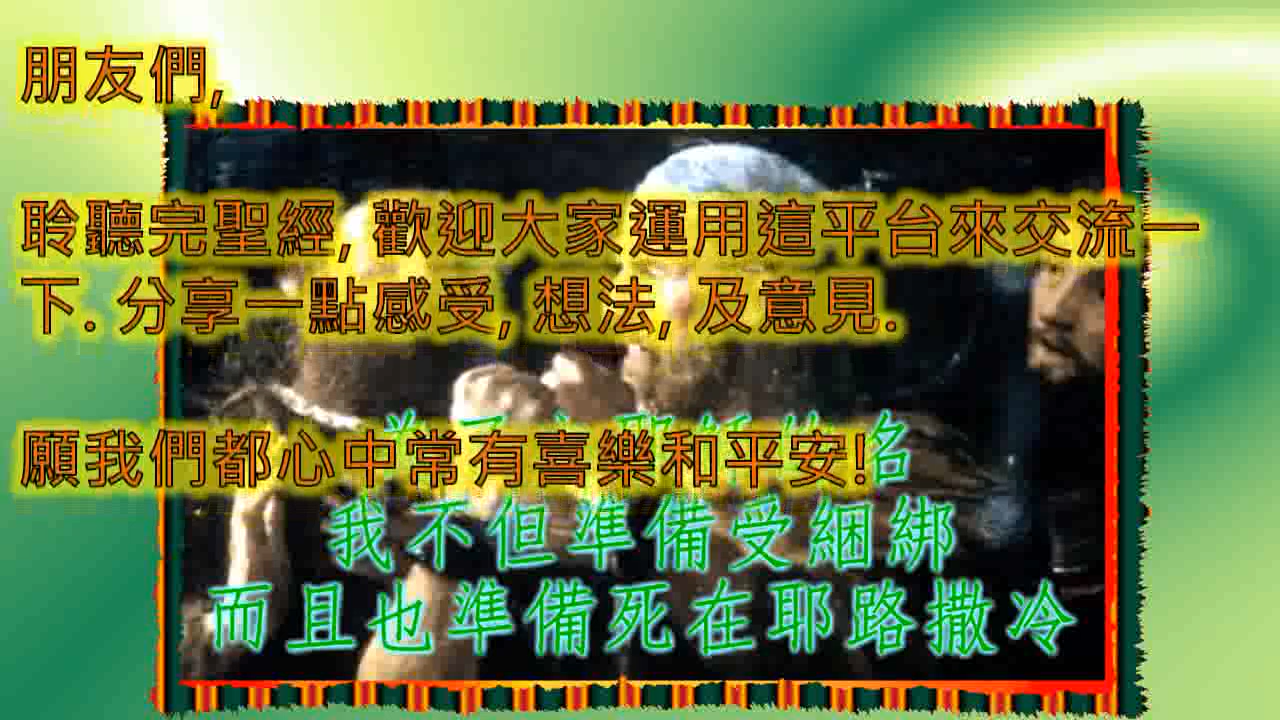 朋友們,
聆聽完聖經, 歡迎大家運用這平台來交流一
下. 分享一點感受, 想法, 及意見.
願我們都心中常有喜樂和平安!
名
我不但準備受綑綁
而且也準備死在耶路撒冷